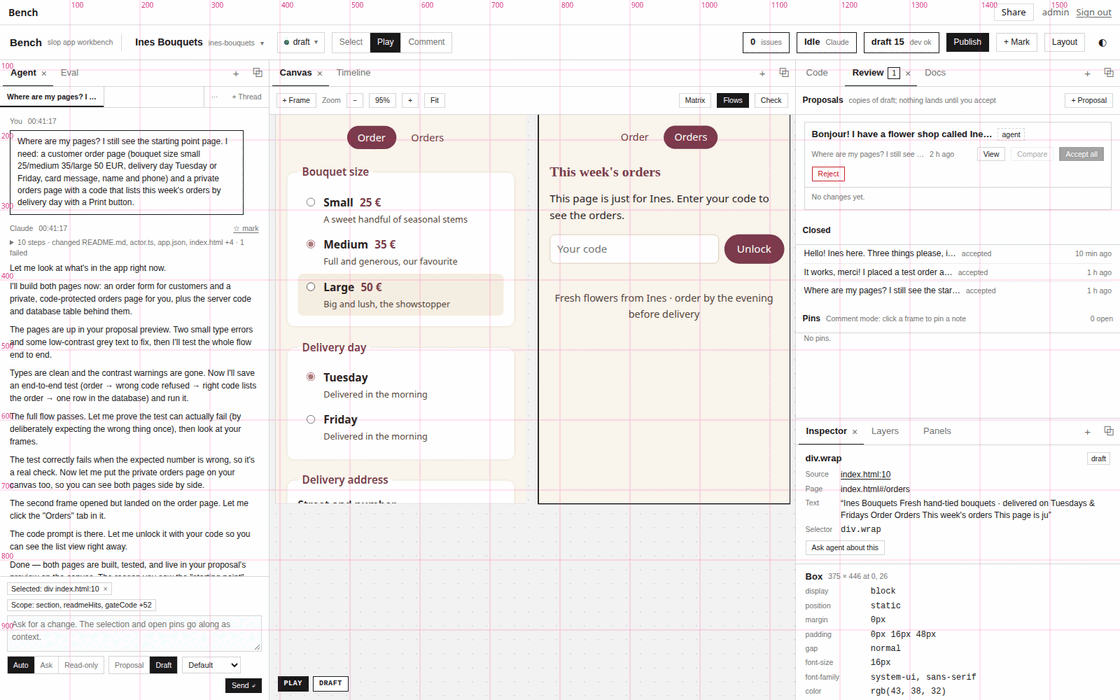 Bench
Share admin Sign out
100 200 300 400 500 600 700 800 900 1000 1100 1200 1300 1400 1500
Bench slop app workbench Ines Bouquets ines-bouquets ▾ draft ▾ Select Play Comment
0 issues Idle Claude draft 15 dev ok Publish + Mark Layout ◐
100
Agent × Eval +
Where are my pages? I … ··· + Thread
You 00:41:17
200
Where are my pages? I still see the starting point page. I
need: a customer order page (bouquet size small
25/medium 35/large 50 EUR, delivery day Tuesday or
Friday, card message, name and phone) and a private
orders page with a code that lists this week's orders by
delivery day with a Print button.
300
Claude 00:41:17 ☆ mark
▶ 10 steps · changed README.md, actor.ts, app.json, index.html +4 · 1
failed
Let me look at what's in the app right now.
400
I'll build both pages now: an order form for customers and a
private, code-protected orders page for you, plus the server code
and database table behind them.
The pages are up in your proposal preview. Two small type errors
and some low-contrast grey text to fix, then I'll test the whole flow
end to end.
500
Types are clean and the contrast warnings are gone. Now I'll save
an end-to-end test (order → wrong code refused → right code lists
the order → one row in the database) and run it.
600
The full flow passes. Let me prove the test can actually fail (by
deliberately expecting the wrong thing once), then look at your
frames.
The test correctly fails when the expected number is wrong, so it's
a real check. Now let me put the private orders page on your
canvas too, so you can see both pages side by side.
700
The second frame opened but landed on the order page. Let me
click the "Orders" tab in it.
The code prompt is there. Let me unlock it with your code so you
can see the list view right away.
800
Done — both pages are built, tested, and live in your proposal's
Selected: div index.html:10 ×
Scope: section, readmeHits, gateCode +52
900
Ask for a change. The selection and open pins go along as
context.
Auto Ask Read-only Proposal Draft Default
Send
Canvas × Timeline +
+ Frame Zoom − 95% + Fit Matrix Flows Check
Order Orders
Bouquet size
Small 25 €
A sweet handful of seasonal stems
Medium 35 €
Full and generous, our favourite
Large 50 €
Big and lush, the showstopper
Delivery day
Tuesday
Delivered in the morning
Friday
Delivered in the morning
Delivery address
Order Orders
This week's orders
This page is just for Ines. Enter your code to
see the orders.
Your code Unlock
Fresh flowers from Ines · order by the evening
before delivery
PLAY DRAFT
Code Review 1 × Docs +
Proposals copies of draft; nothing lands until you accept + Proposal
Bonjour! I have a flower shop called Ine… agent
Where are my pages? I still see … 2 h ago View Compare Accept all
Reject
No changes yet.
Closed
Hello! Ines here. Three things please, i… accepted 10 min ago
It works, merci! I placed a test order a… accepted 1 h ago
Where are my pages? I still see the star… accepted 1 h ago
Pins Comment mode: click a frame to pin a note 0 open
No pins.
Inspector × Layers Panels +
div.wrap draft
Source index.html:10
Page index.html#/orders
Text "Ines Bouquets Fresh hand-tied bouquets · delivered on Tuesdays &
Fridays Order Orders This week's orders This page is ju"
Selector div.wrap
Ask agent about this
Box 375 × 446 at 0, 26
display block
position static
margin 0px
padding 0px 16px 48px
gap normal
font-size 16px
font-family system-ui, sans-serif
color rgb(43, 38, 32)